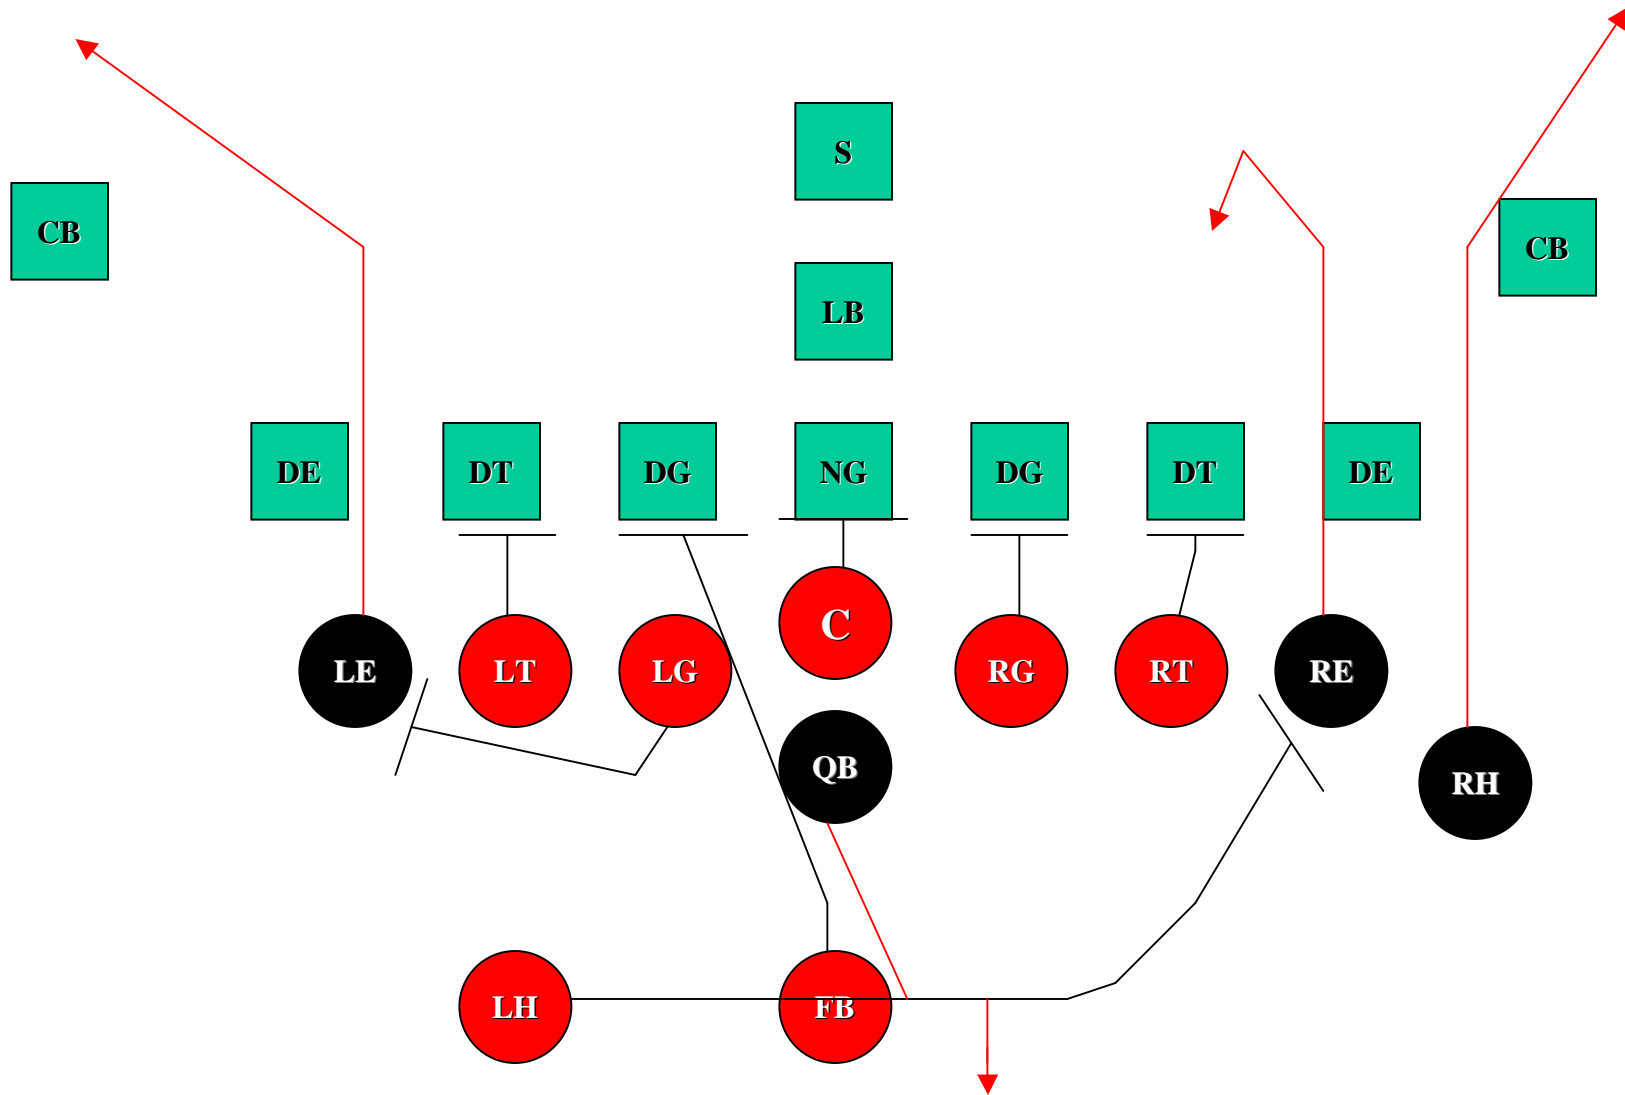 S
CB
CB
LB
DE
DT
DG
NG
DG
DT
DE
C
LE
LT
LG
RG
RT
RE
QB
RH
LH
FB